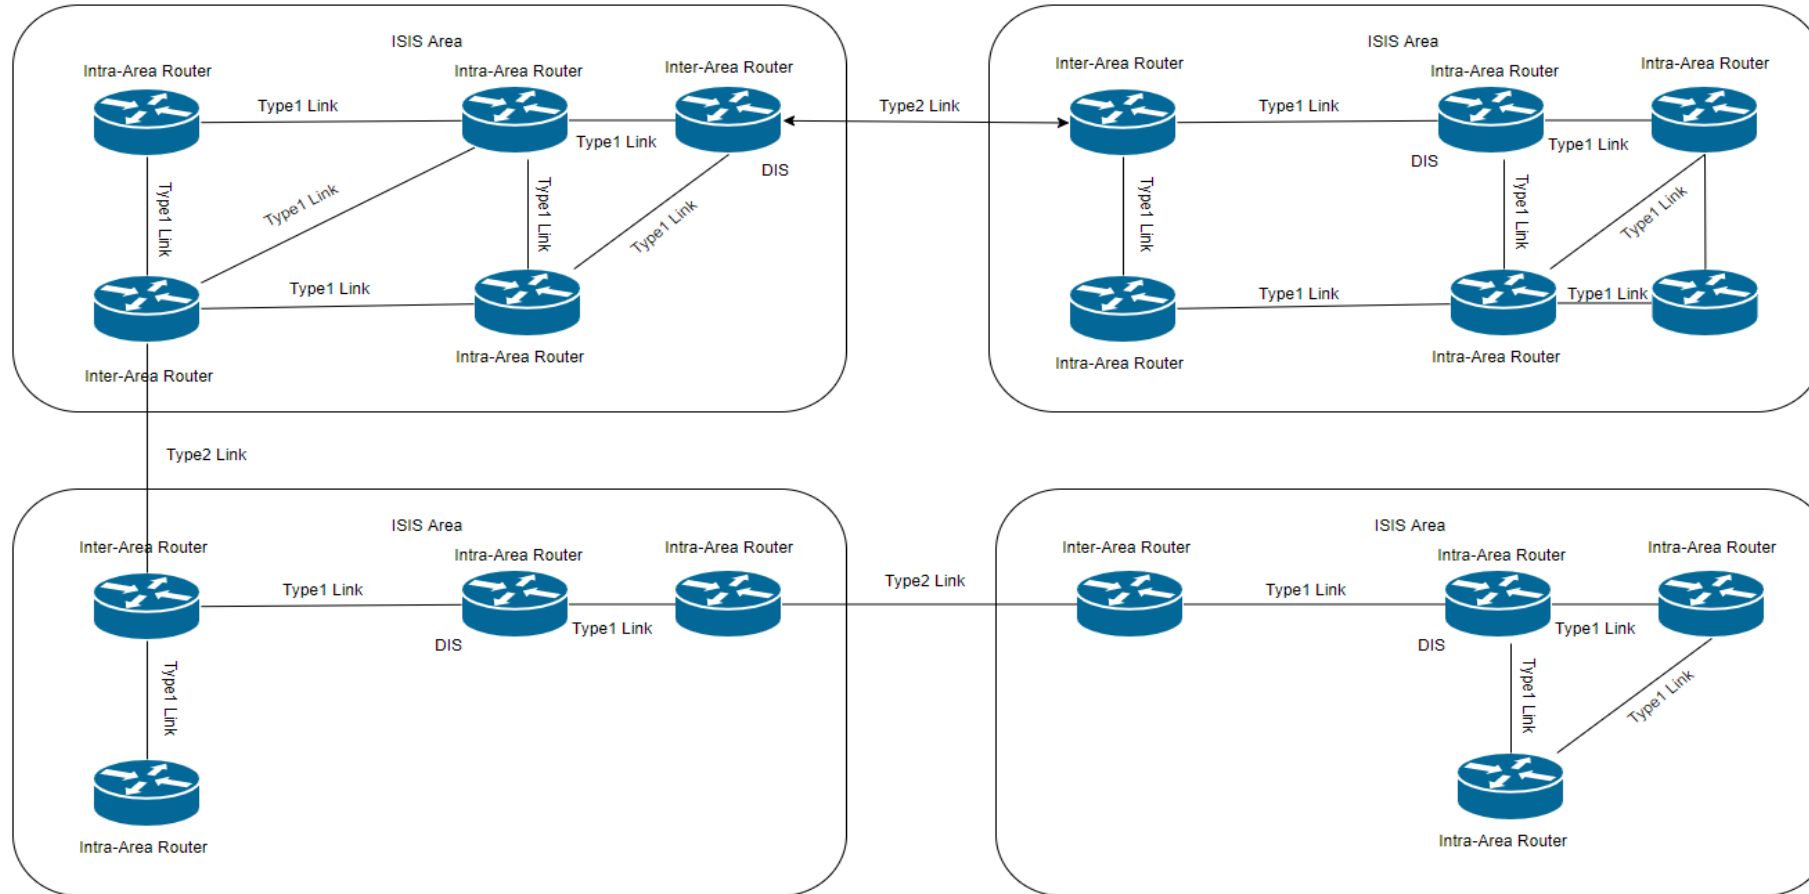 ISIS Area
Intra-Area Router
Intra-Area Router
Inter-Area Router
Type1 Link
Type1 Link
DIS
Type1 Link
Type1 Link
Type1 Link
Type1 Link
Type1 Link
Inter-Area Router
Intra-Area Router
Type2 Link
ISIS Area
Inter-Area Router
Intra-Area Router
Intra-Area Router
Type1 Link
Type1 Link
DIS
Type1 Link
Type1 Link
Type1 Link
Type1 Link
Type1 Link
Intra-Area Router
Intra-Area Router
Type2 Link
ISIS Area
Inter-Area Router
Intra-Area Router
Intra-Area Router
Type1 Link
Type1 Link
DIS
Type1 Link
Intra-Area Router
Type2 Link
ISIS Area
Inter-Area Router
Intra-Area Router
Intra-Area Router
Type1 Link
Type1 Link
DIS
Type1 Link
Type1 Link
Intra-Area Router